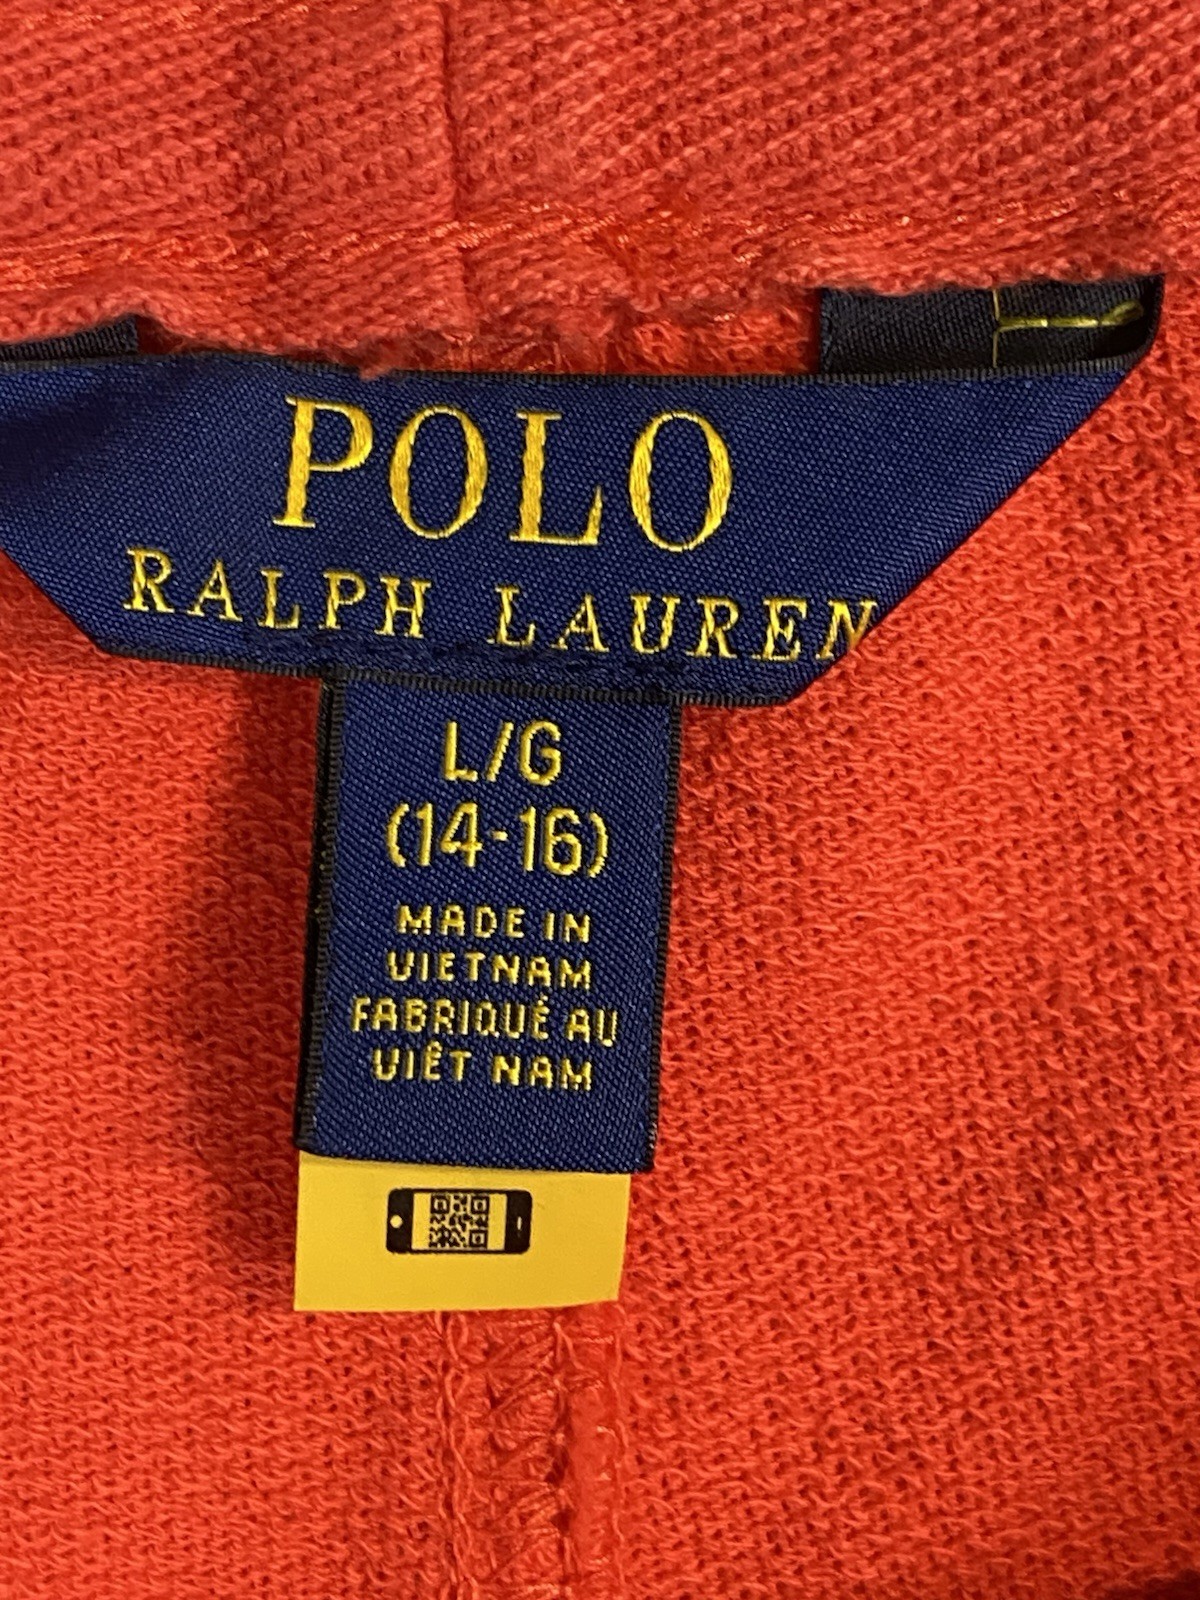 POLO
RALPH LAUREN
L/G
(14-16)
MADE IN
VIETNAM
FABRIQUÉ AU
VIÊT NAM